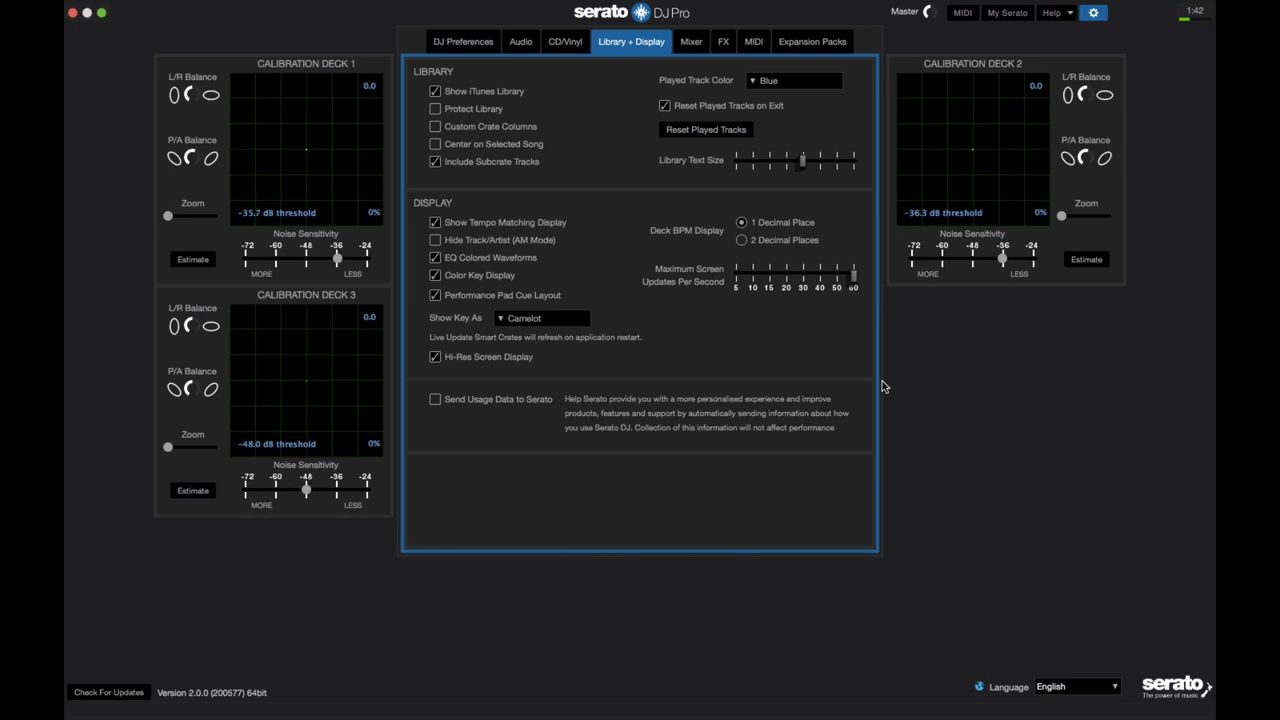 serato DJ Pro
Master
MIDI
My Serato
Help
1:42
DJ Preferences
Audio
CD/Vinyl
Library + Display
Mixer
FX
MIDI
Expansion Packs
CALIBRATION DECK 1
L/R Balance
0.0
P/A Balance
Zoom
-35.7 dB threshold
0%
Noise Sensitivity
-72 -60 -48 -36 -24
Estimate
MORE LESS
CALIBRATION DECK 3
L/R Balance
0.0
P/A Balance
Zoom
-48.0 dB threshold
0%
Noise Sensitivity
-72 -60 -48 -36 -24
Estimate
MORE LESS
LIBRARY
Show iTunes Library
Protect Library
Custom Crate Columns
Center on Selected Song
Include Subcrate Tracks
Played Track Color
Blue
Reset Played Tracks on Exit
Reset Played Tracks
Library Text Size
DISPLAY
Show Tempo Matching Display
Hide Track/Artist (AM Mode)
EQ Colored Waveforms
Color Key Display
Performance Pad Cue Layout
Show Key As
Camelot
Live Update Smart Crates will refresh on application restart.
Hi-Res Screen Display
Deck BPM Display
1 Decimal Place
2 Decimal Places
Maximum Screen
Updates Per Second
5 10 15 20 30 40 50 60
Send Usage Data to Serato
Help Serato provide you with a more personalised experience and improve
products, features and support by automatically sending information about how
you use Serato DJ. Collection of this information will not affect performance
CALIBRATION DECK 2
L/R Balance
0.0
P/A Balance
Zoom
-36.3 dB threshold
0%
Noise Sensitivity
-72 -60 -48 -36 -24
Estimate
MORE LESS
Check For Updates
Version 2.0.0 (200577) 64bit
Language
English
serato
The power of music